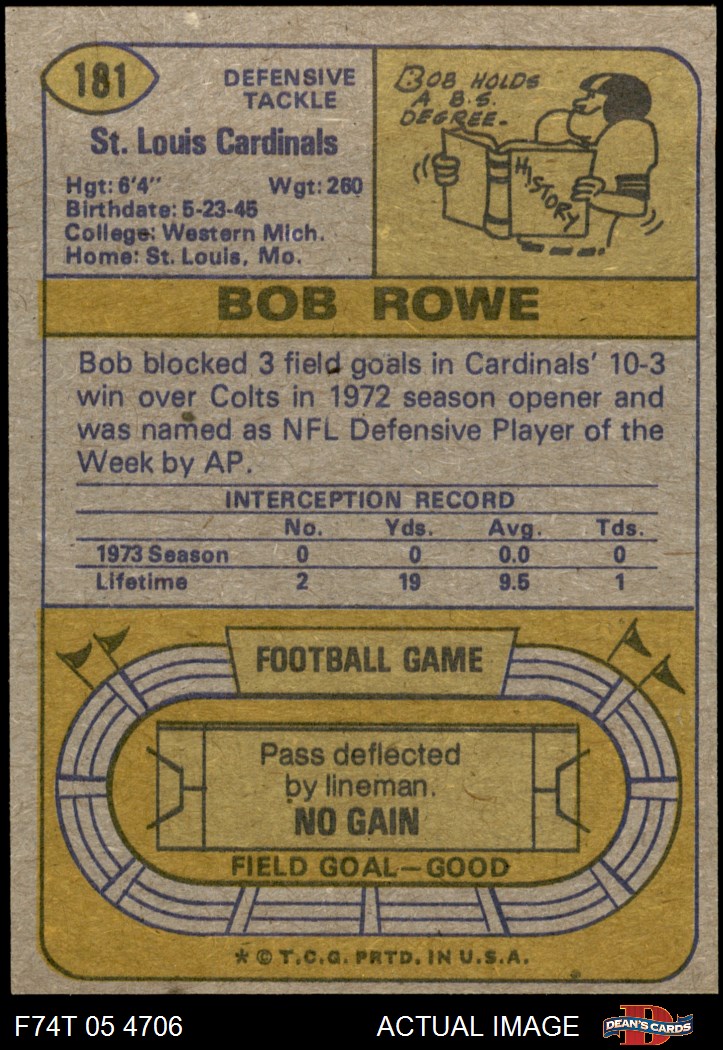 181
DEFENSIVE
TACKLE
St. Louis Cardinals
Hgt: 6'4" Wgt: 260
Birthdate: 5-23-45
College: Western Mich.
Home: St. Louis, Mo.
BOB HOLDS
A B.S.
DEGREE-
HISTORY
BOB ROWE
Bob blocked 3 field goals in Cardinals' 10-3
win over Colts in 1972 season opener and
was named as NFL Defensive Player of the
Week by AP.
INTERCEPTION RECORD
No. Yds. Avg. Tds.
1973 Season 0 0 0.0 0
Lifetime 2 19 9.5 1
FOOTBALL GAME
Pass deflected
by lineman.
NO GAIN
FIELD GOAL—GOOD
* © T.C.G. PRTD. IN U.S.A.
F74T 05 4706 ACTUAL IMAGE
D
DEAN'S CARDS